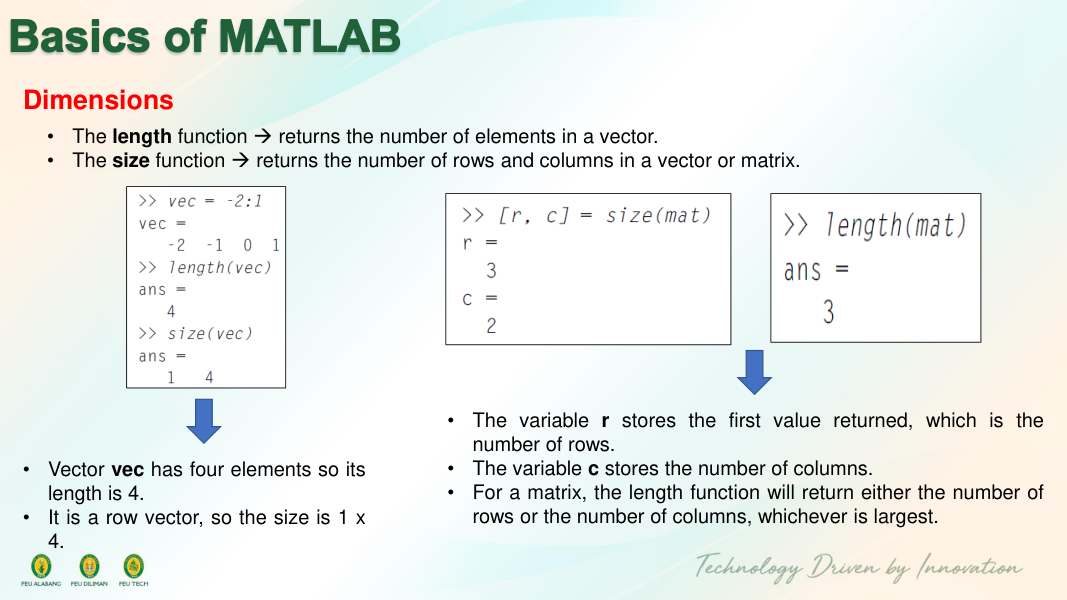 Basics of MATLAB
Dimensions
• The length function → returns the number of elements in a vector.
• The size function → returns the number of rows and columns in a vector or matrix.
>> vec = -2:1
vec =
-2 -1 0 1
>> length(vec)
ans =
4
>> size(vec)
ans =
1 4
>> [r, c] = size(mat)
r =
3
c =
2
>> length(mat)
ans =
3
• Vector vec has four elements so its
length is 4.
• It is a row vector, so the size is 1 x
4.
• The variable r stores the first value returned, which is the
number of rows.
• The variable c stores the number of columns.
• For a matrix, the length function will return either the number of
rows or the number of columns, whichever is largest.
FEU ALABANG FEU DILIMAN FEU TECH
Technology Driven by Innovation